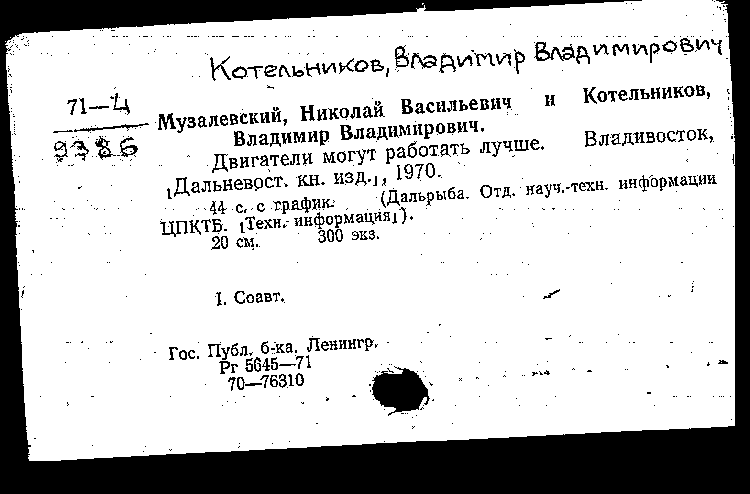 Котельников, Владимир Владимирович
71—Ц
9386
Музалевский, Николай Васильевич и Котельников,
Владимир Владимирович.
Двигатели могут работать лучше. Владивосток,
[Дальневост. кн. изд.], 1970.
44 с. с график. (Дальрыба. Отд. науч.-техн. информации
ЦПКТБ. [Техн. информация]).
20 см. 300 экз.
I. Соавт.
Гос. Публ. б-ка. Ленингр.
Рг 5645—71
70—76310